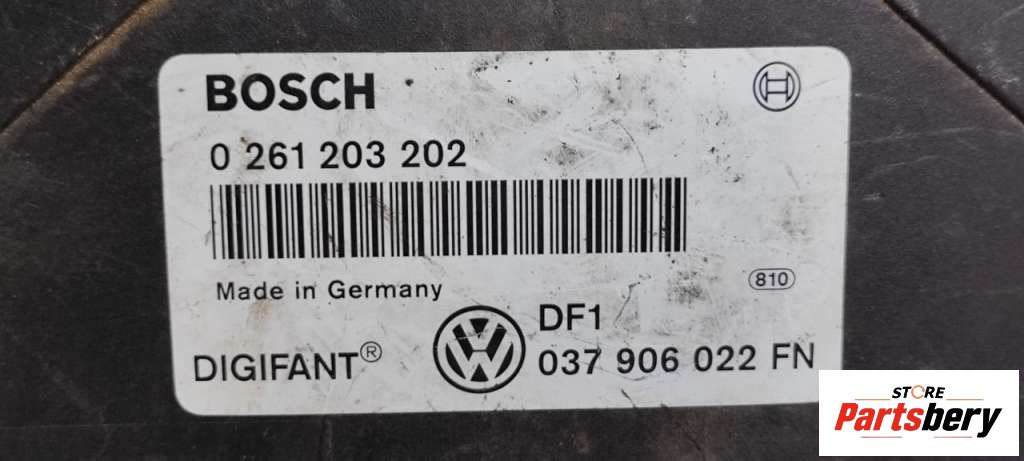 BOSCH
0 261 203 202
Made in Germany
810
DF1
DIGIFANT®
037 906 022 FN
STORE
Partsbery